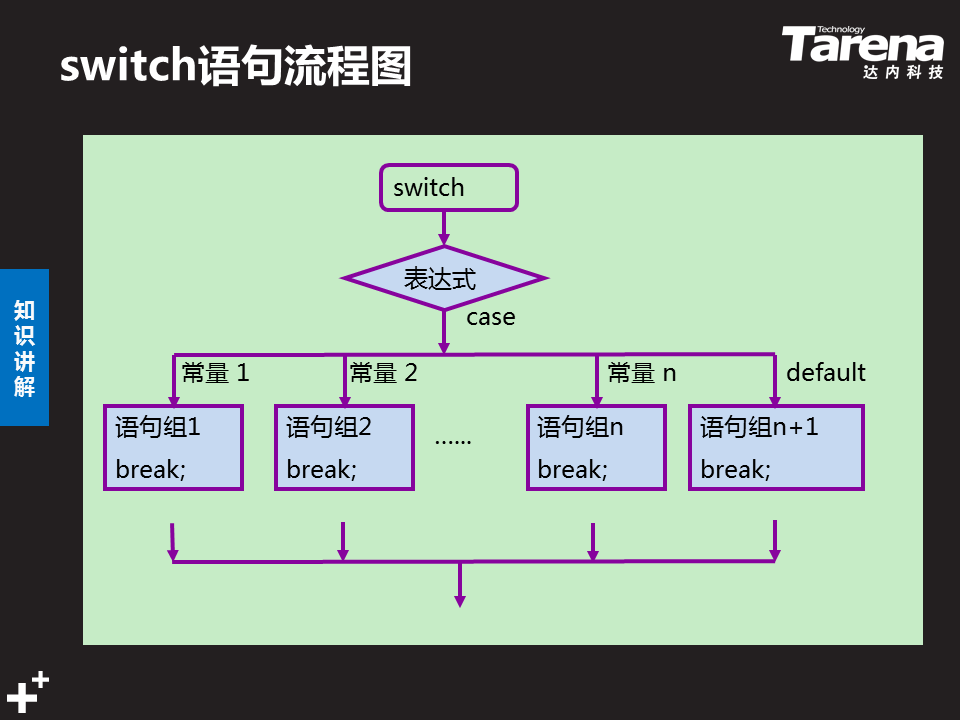 switch语句流程图
Technology
Tarena
达内科技
知识讲解
switch
表达式
case
常量 1
常量 2
常量 n
default
语句组1
break;
语句组2
break;
......
语句组n
break;
语句组n+1
break;